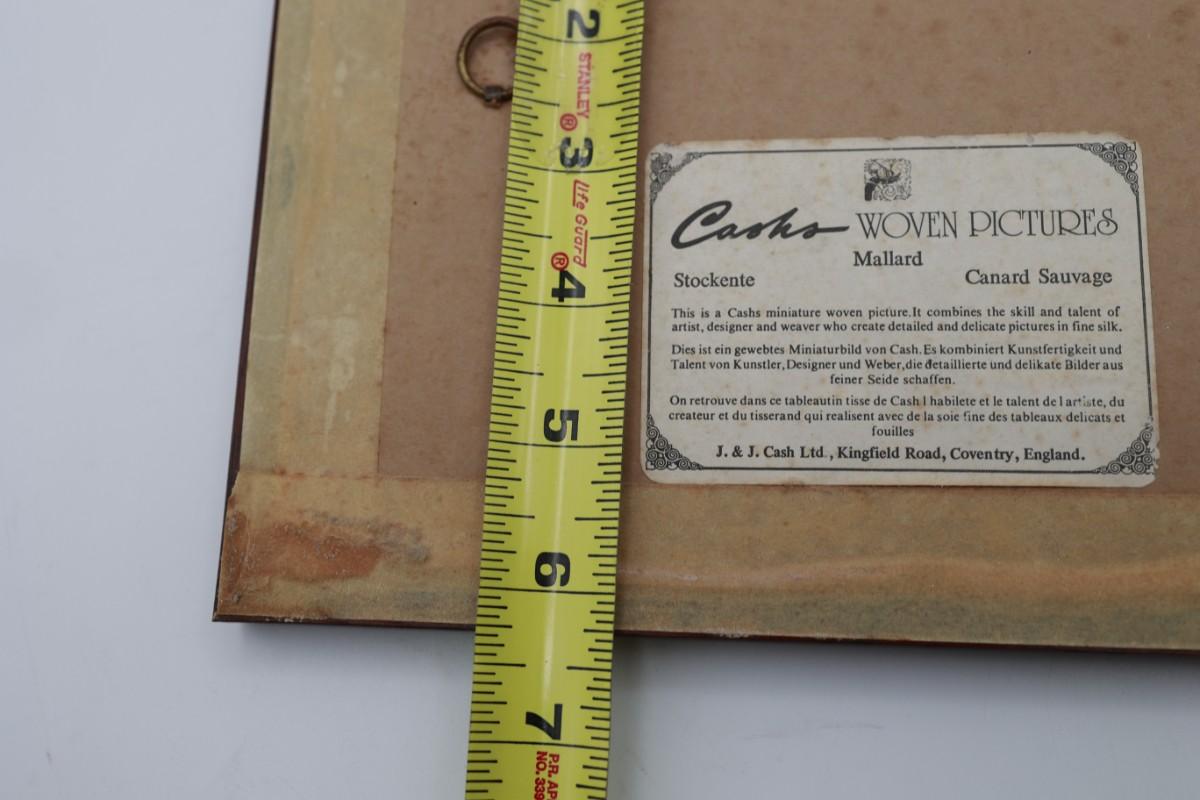 2
STANLEY ®
3
Life Guard ®
4
5
6
7
P.R. AP
NO. 339
Cashs WOVEN PICTURES
Mallard
Stockente Canard Sauvage
This is a Cashs miniature woven picture.It combines the skill and talent of
artist, designer and weaver who create detailed and delicate pictures in fine silk.
Dies ist ein gewebtes Miniaturbild von Cash.Es kombiniert Kunstfertigkeit und
Talent von Kunstler,Designer und Weber,die detaillierte und delikate Bilder aus
feiner Seide schaffen.
On retrouve dans ce tableautin tisse de Cash l habilete et le talent de l artiste, du
createur et du tisserand qui realisent avec de la soie fine des tableaux delicats et
fouilles
J. & J. Cash Ltd., Kingfield Road, Coventry, England.